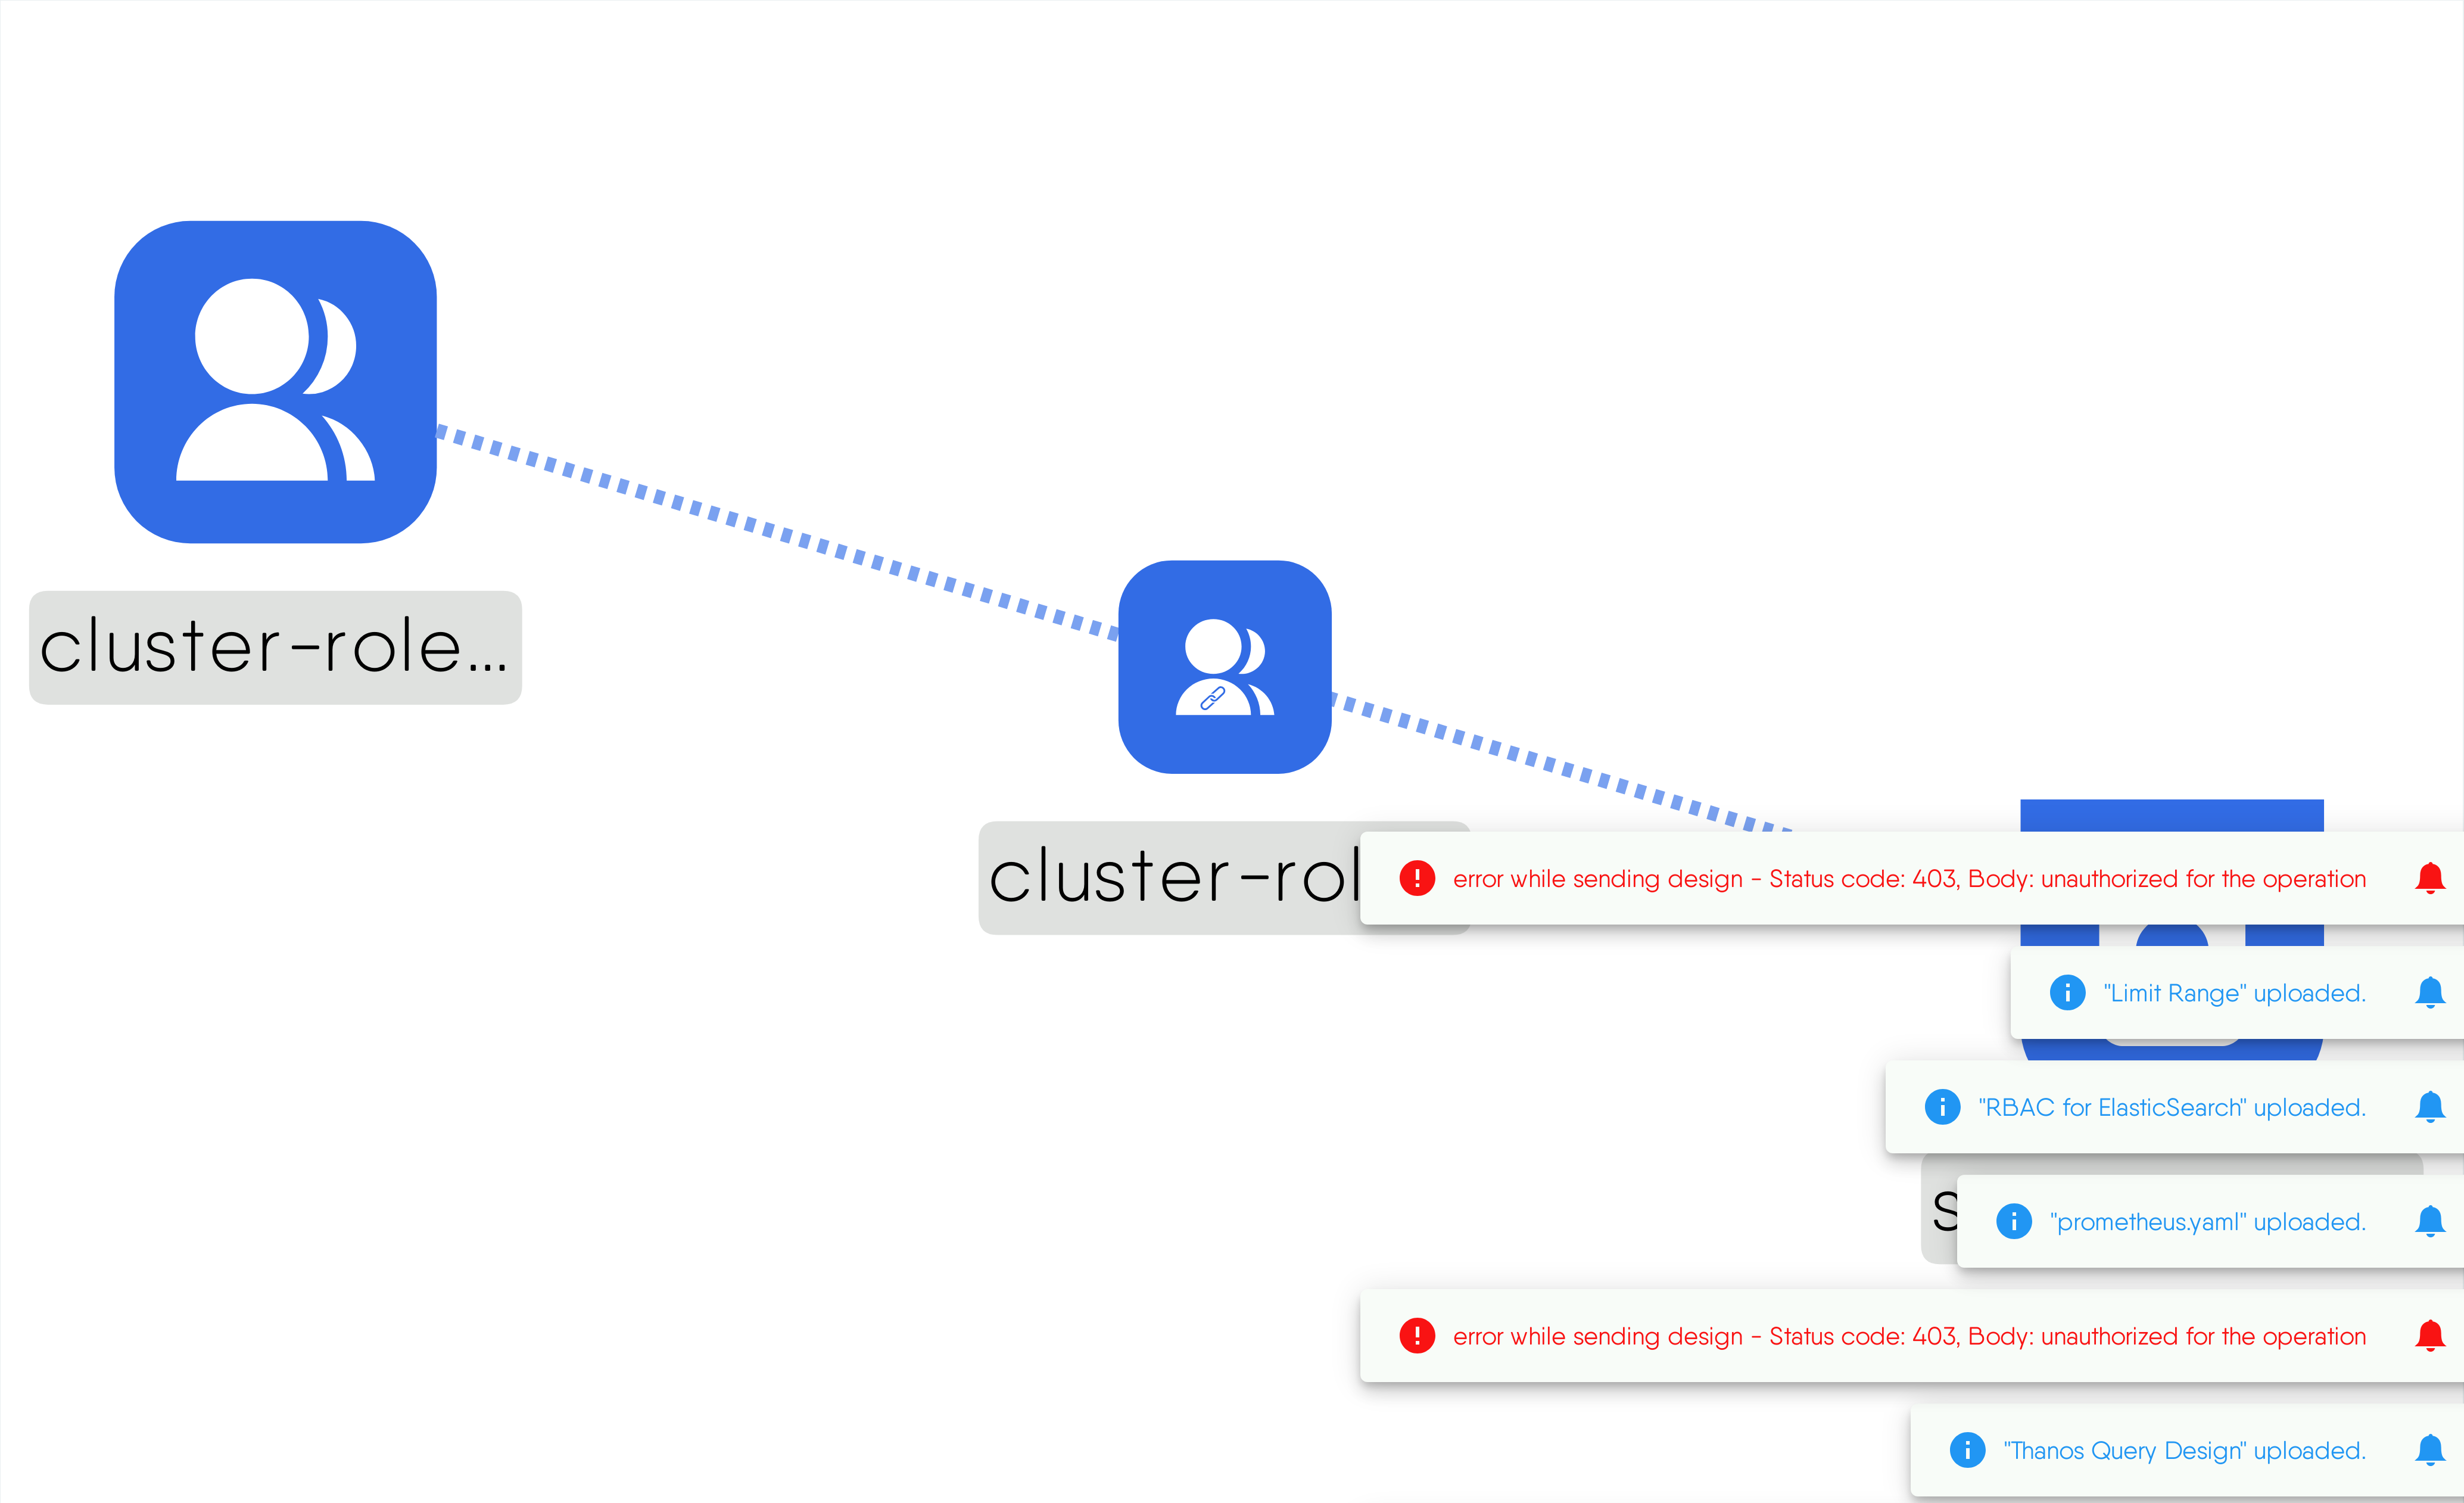 cluster-role...
cluster-rol
error while sending design - Status code: 403, Body: unauthorized for the operation
"Limit Range" uploaded.
"RBAC for ElasticSearch" uploaded.
s
"prometheus.yaml" uploaded.
error while sending design - Status code: 403, Body: unauthorized for the operation
"Thanos Query Design" uploaded.